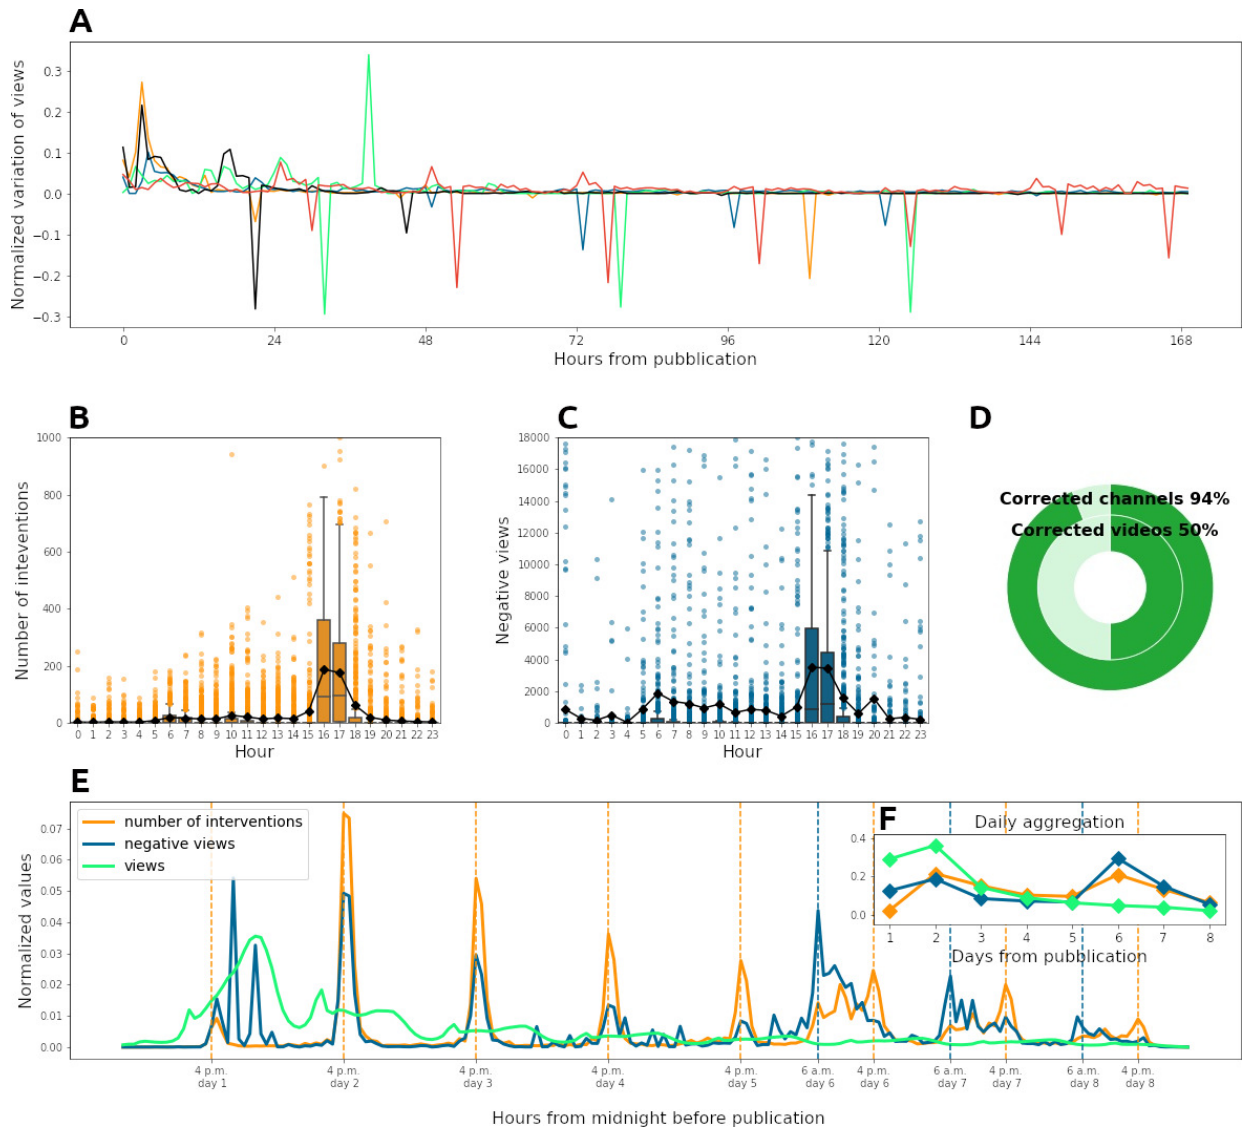 A
Normalized variation of views
0.3
0.2
0.1
0.0
−0.1
−0.2
−0.3
0 24 48 72 96 120 144 168
Hours from pubblication
B
Number of inteventions
1000
800
600
400
200
0
0 1 2 3 4 5 6 7 8 9 10 11 12 13 14 15 16 17 18 19 20 21 22 23
Hour
C
Negative views
18000
16000
14000
12000
10000
8000
6000
4000
2000
0
0 1 2 3 4 5 6 7 8 9 10 11 12 13 14 15 16 17 18 19 20 21 22 23
Hour
D
Corrected channels 94%
Corrected videos 50%
E
Normalized values
0.07
0.06
0.05
0.04
0.03
0.02
0.01
0.00
number of interventions
negative views
views
4 p.m. 4 p.m. 4 p.m. 4 p.m. 4 p.m. 6 a.m. 4 p.m. 6 a.m. 4 p.m. 6 a.m. 4 p.m.
day 1 day 2 day 3 day 4 day 5 day 6 day 6 day 7 day 7 day 8 day 8
Hours from midnight before publication
F
Daily aggregation
0.4
0.2
0.0
1 2 3 4 5 6 7 8
Days from pubblication